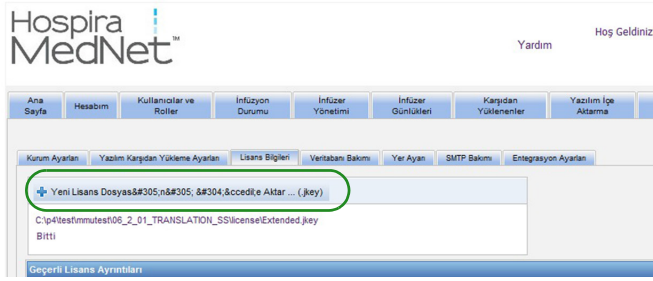 Hospira
MedNet™
Yardım
Hoş Geldiniz
Ana Sayfa
Hesabım
Kullanıcılar ve Roller
İnfüzyon Durumu
İnfüzer Yönetimi
İnfüzer Günlükleri
Karşıdan Yüklenenler
Yazılım İçe Aktarma
Kurum Ayarları
Yazılım Karşıdan Yükleme Ayarları
Lisans Bilgileri
Veritabanı Bakımı
Yer Ayarı
SMTP Bakımı
Entegrasyon Ayarları
Yeni Lisans Dosyas&#305;n&#305; &#304;&ccedil;e Aktar ... (.jkey)
C:\p4\test\mmutest\06_2_01_TRANSLATION_SS\license\Extended.jkey
Bitti
Geçerli Lisans Ayrıntıları